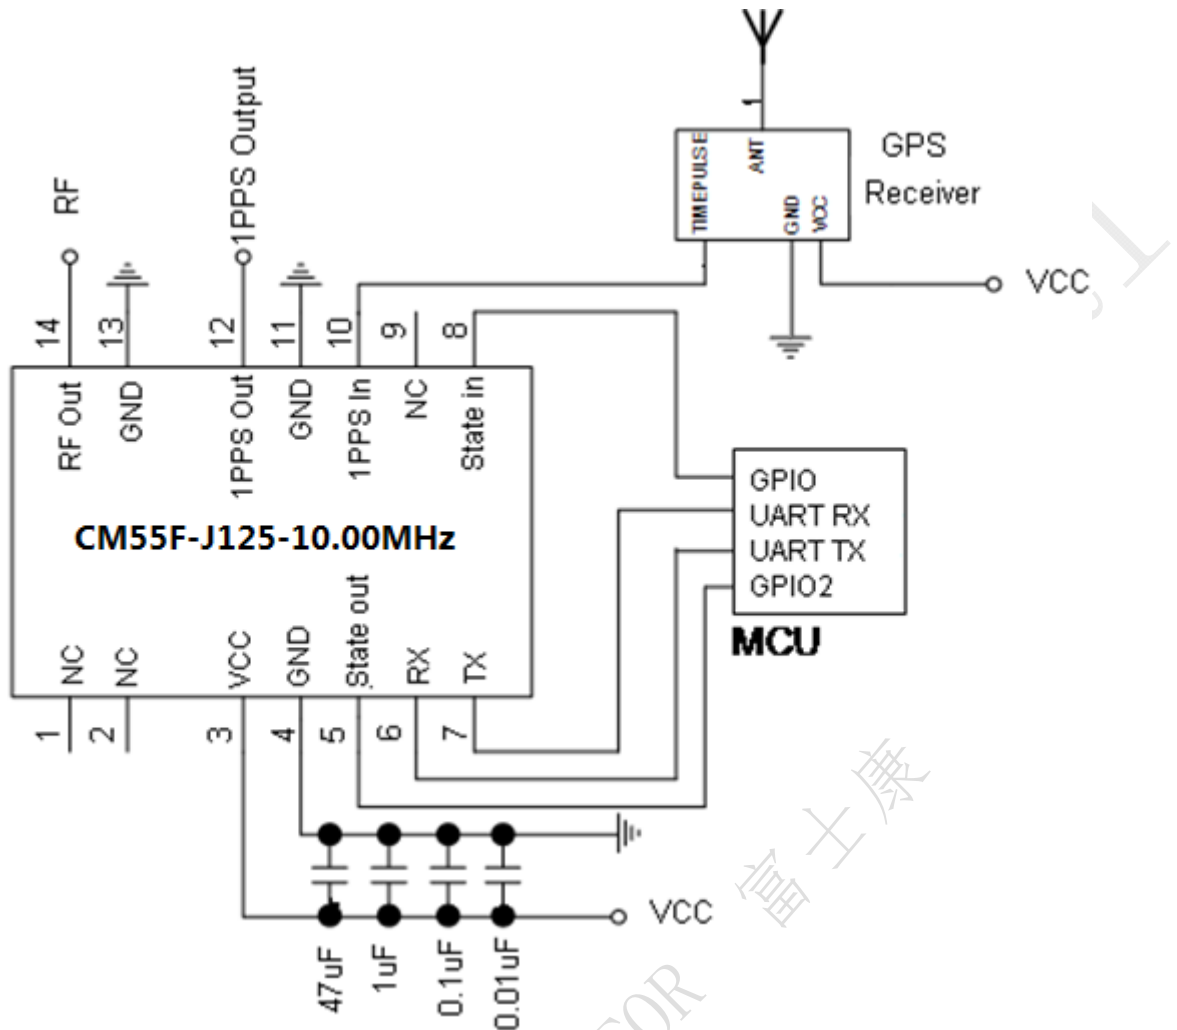 1
TIMEPULSE
ANT
GND
VCC
GPS
Receiver
VCC
RF
1PPS Output
14
13
12
11
10
9
8
RF Out
GND
1PPS Out
GND
1PPS In
NC
State in
CM55F-J125-10.00MHz
GPIO
UART RX
UART TX
GPIO2
MCU
NC
NC
VCC
GND
State out
RX
TX
1
2
3
4
5
6
7
VCC
47uF
1uF
0.1uF
0.01uF
富士康